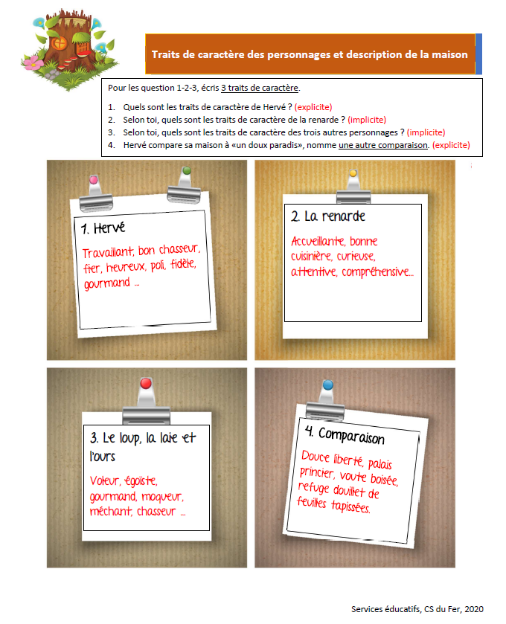 Traits de caractère des personnages et description de la maison
Pour les question 1-2-3, écris 3 traits de caractère.
1. Quels sont les traits de caractère de Hervé ? (explicite)
2. Selon toi, quels sont les traits de caractère de la renarde ? (implicite)
3. Selon toi, quels sont les traits de caractère des trois autres personnages ? (implicite)
4. Hervé compare sa maison à «un doux paradis», nomme une autre comparaison. (explicite)
1. Hervé
Travaillant, bon chasseur,
fier, heureux, poli, fidèle,
gourmand ...
2. La renarde
Accueillante, bonne
cuisinière, curieuse,
attentive, compréhensive...
3. Le loup, la laie et
l'ours
Voleur, égoïste,
gourmand, moqueur,
méchant, chasseur ...
4. Comparaison
Douce liberté, palais
princier, voute boisée,
refuge douillet de
feuilles tapissées.
Services éducatifs, CS du Fer, 2020